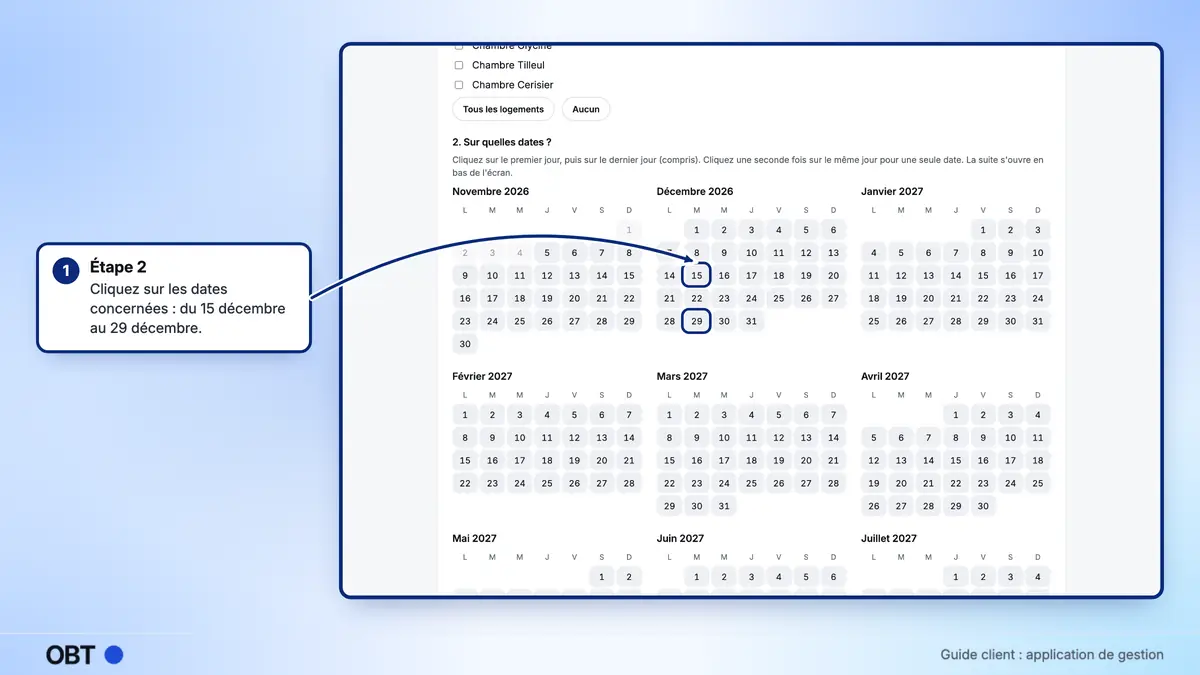 Chambre Glycine
Chambre Tilleul
Chambre Cerisier
Tous les logements Aucun
2. Sur quelles dates ?
Cliquez sur le premier jour, puis sur le dernier jour (compris). Cliquez une seconde fois sur le même jour pour une seule date. La suite s'ouvre en
bas de l'écran.
1
Étape 2
Cliquez sur les dates
concernées : du 15 décembre
au 29 décembre.
Novembre 2026
L M M J V S D
1
2 3 4 5 6 7 8
9 10 11 12 13 14 15
16 17 18 19 20 21 22
23 24 25 26 27 28 29
30
Décembre 2026
L M M J V S D
1 2 3 4 5 6
7 8 9 10 11 12 13
14 15 16 17 18 19 20
21 22 23 24 25 26 27
28 29 30 31
Janvier 2027
L M M J V S D
1 2 3
4 5 6 7 8 9 10
11 12 13 14 15 16 17
18 19 20 21 22 23 24
25 26 27 28 29 30 31
Février 2027
L M M J V S D
1 2 3 4 5 6 7
8 9 10 11 12 13 14
15 16 17 18 19 20 21
22 23 24 25 26 27 28
Mars 2027
L M M J V S D
1 2 3 4 5 6 7
8 9 10 11 12 13 14
15 16 17 18 19 20 21
22 23 24 25 26 27 28
29 30 31
Avril 2027
L M M J V S D
1 2 3 4
5 6 7 8 9 10 11
12 13 14 15 16 17 18
19 20 21 22 23 24 25
26 27 28 29 30
Mai 2027
L M M J V S D
1 2
Juin 2027
L M M J V S D
1 2 3 4 5 6
Juillet 2027
L M M J V S D
1 2 3 4
OBT
Guide client : application de gestion